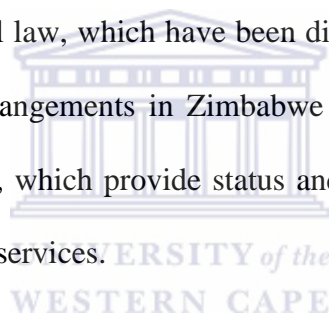 l law, which have been di
angements in Zimbabwe
, which provide status and
services.
UNIVERSITY of the
WESTERN CAPE